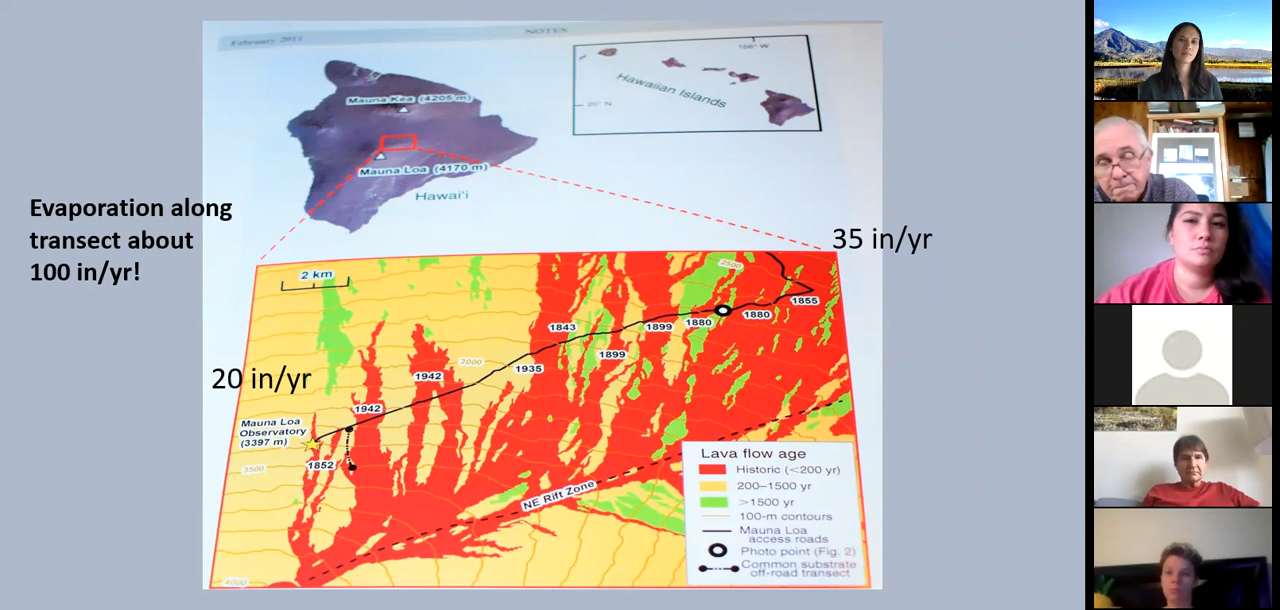 February 2011
NOTES
Mauna Kea (4205 m)
Mauna Loa (4170 m)
Hawai'i
156° W
Hawaiian Islands
20° N
Evaporation along
transect about
100 in/yr!
35 in/yr
2 km
2500
1855
1880
1880
1899
1843
1899
3000
1935
1942
20 in/yr
1942
Mauna Loa
Observatory
(3397 m)
1852
3500
NE Rift Zone
4000
Lava flow age
Historic (<200 yr)
200–1500 yr
>1500 yr
100-m contours
Mauna Loa
access roads
Photo point (Fig. 2)
Common substrate
off-road transect